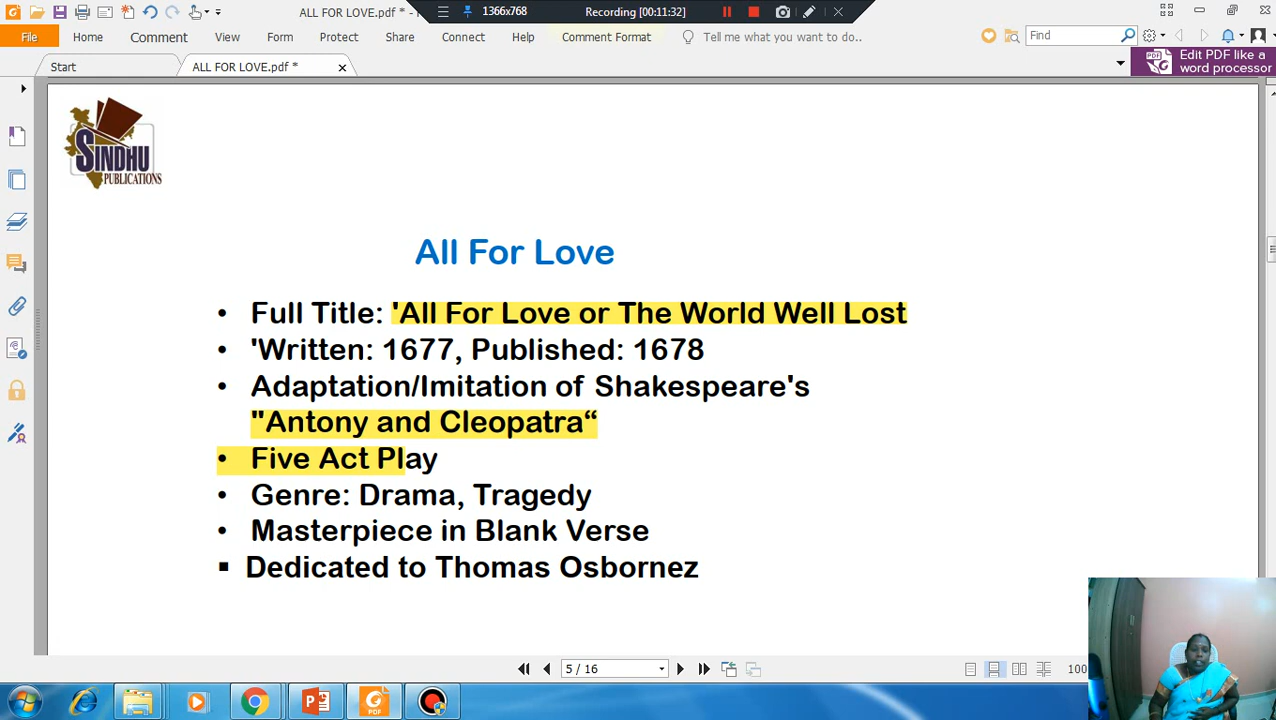 ALL FOR LOVE.pdf * -
1366x768
Recording [00:11:32]
File
Home
Comment
View
Form
Protect
Share
Connect
Help
Comment Format
Tell me what you want to do..
Find
Start
ALL FOR LOVE.pdf *
Edit PDF like a
word processor
SINDHU
PUBLICATIONS
All For Love
• Full Title: 'All For Love or The World Well Lost
• 'Written: 1677, Published: 1678
• Adaptation/Imitation of Shakespeare's
"Antony and Cleopatra“
• Five Act Play
• Genre: Drama, Tragedy
• Masterpiece in Blank Verse
▪ Dedicated to Thomas Osbornez
5 / 16
100
PDF